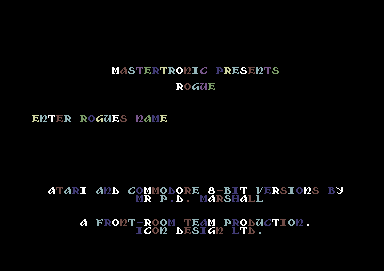 MASTERTRONIC PRESENTS
ROGUE
ENTER ROGUES NAME
ATARI AND COMMODORE 8-BIT VERSIONS BY
MR P.D. MARSHALL
A FRONT-ROOM TEAM PRODUCTION.
ICON DESIGN LTD.